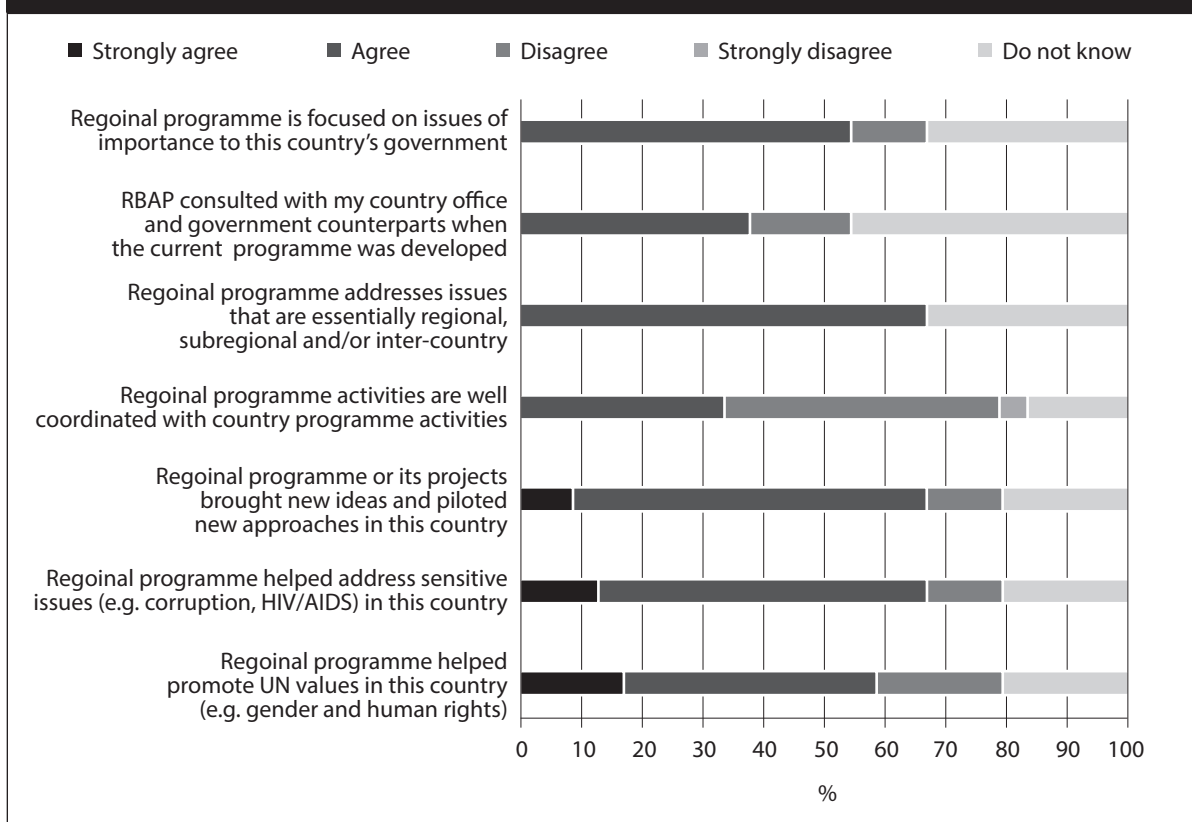 Strongly agree Agree Disagree Strongly disagree Do not know
Regoinal programme is focused on issues of
importance to this country's government
RBAP consulted with my country office
and government counterparts when
the current programme was developed
Regoinal programme addresses issues
that are essentially regional,
subregional and/or inter-country
Regoinal programme activities are well
coordinated with country programme activities
Regoinal programme or its projects
brought new ideas and piloted
new approaches in this country
Regoinal programme helped address sensitive
issues (e.g. corruption, HIV/AIDS) in this country
Regoinal programme helped
promote UN values in this country
(e.g. gender and human rights)
0 10 20 30 40 50 60 70 80 90 100
%